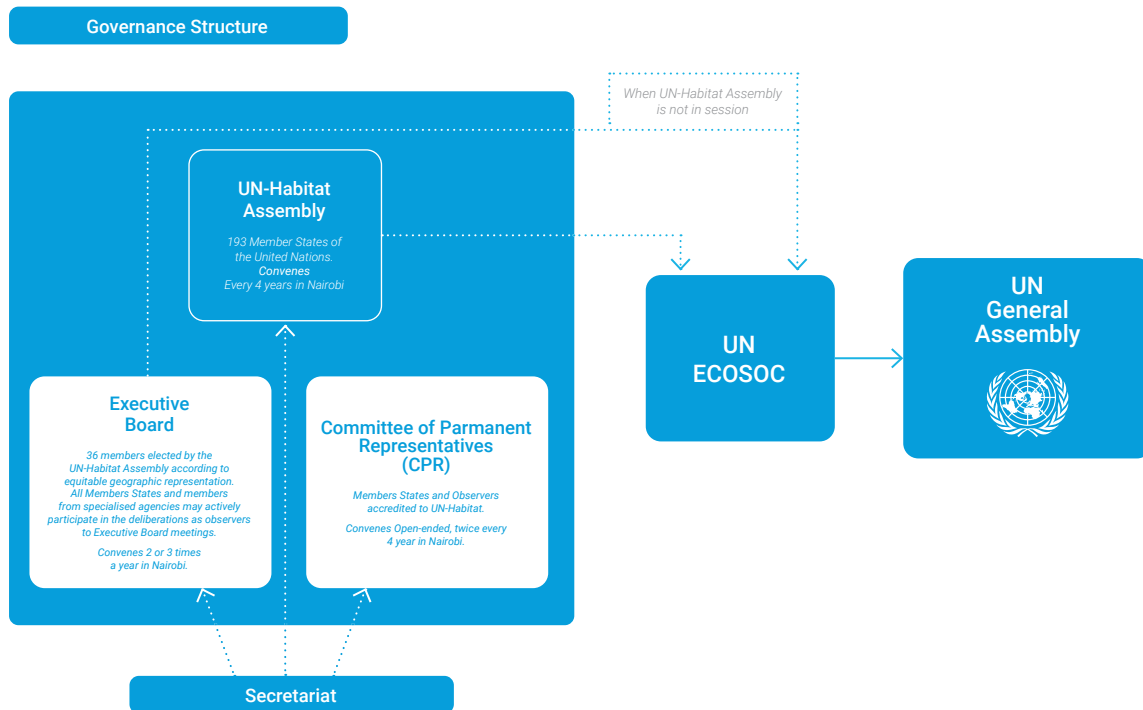 Governance Structure
When UN-Habitat Assembly
is not in session
UN-Habitat
Assembly
193 Member States of
the United Nations.
Convenes
Every 4 years in Nairobi
UN
ECOSOC
UN
General
Assembly
Executive
Board
36 members elected by the
UN-Habitat Assembly according to
equitable geographic representation.
All Members States and members
from specialised agencies may actively
participate in the deliberations as observers
to Executive Board meetings.
Convenes 2 or 3 times
a year in Nairobi.
Committee of Parmanent
Representatives
(CPR)
Members States and Observers
accredited to UN-Habitat.
Convenes Open-ended, twice every
4 year in Nairobi.
Secretariat